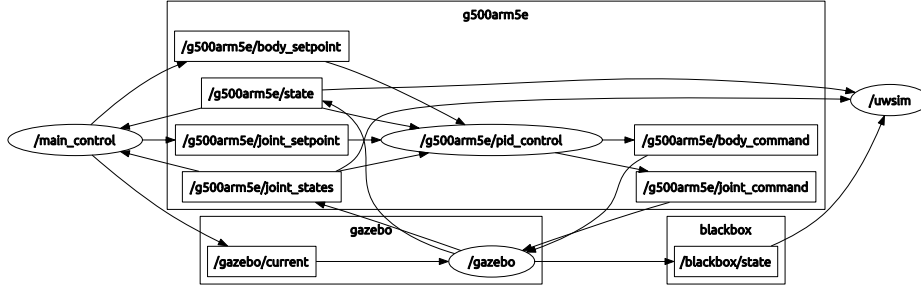 g500arm5e
/g500arm5e/body_setpoint
/g500arm5e/state
/uwsim
/main_control
/g500arm5e/joint_setpoint
/g500arm5e/pid_control
/g500arm5e/body_command
/g500arm5e/joint_states
/g500arm5e/joint_command
gazebo
blackbox
/gazebo/current
/gazebo
/blackbox/state